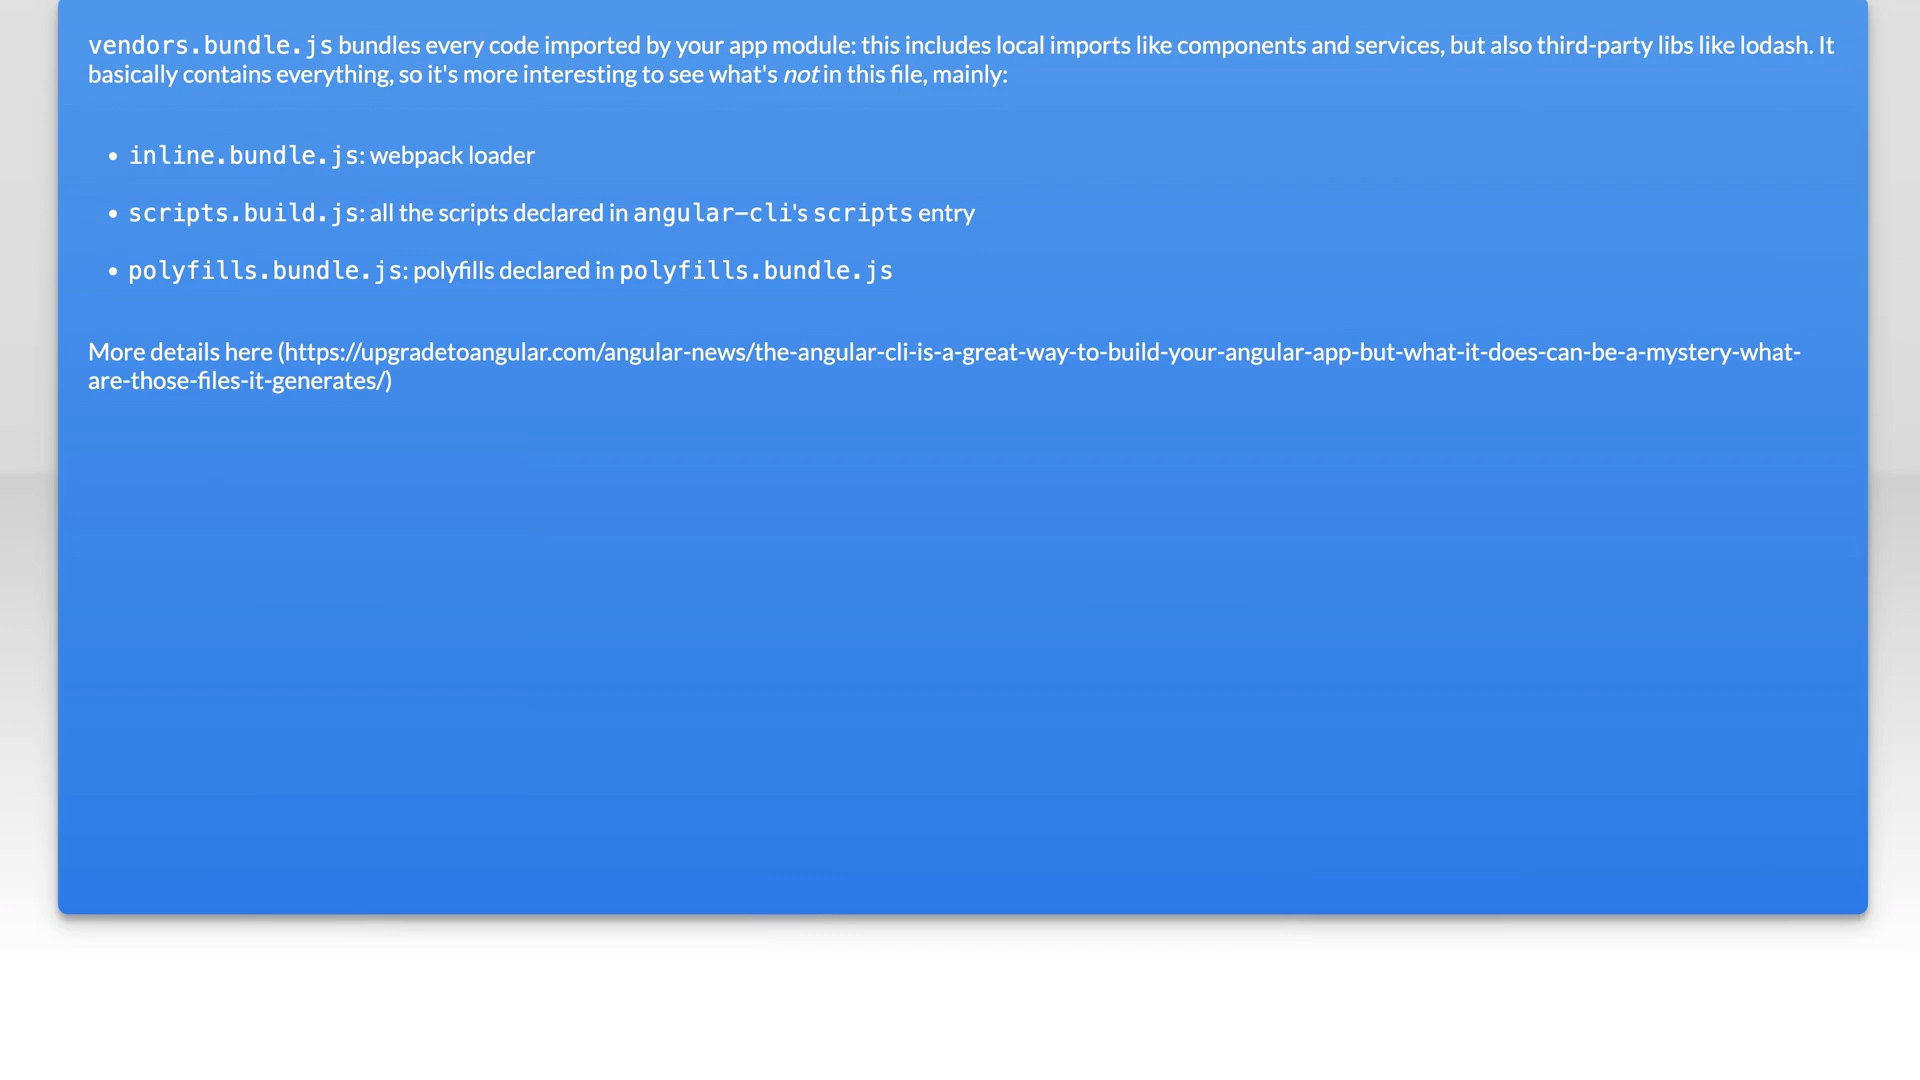 vendors.bundle.js bundles every code imported by your app module: this includes local imports like components and services, but also third-party libs like lodash. It
basically contains everything, so it's more interesting to see what's not in this file, mainly:
• inline.bundle.js: webpack loader
• scripts.build.js: all the scripts declared in angular-cli's scripts entry
• polyfills.bundle.js: polyfills declared in polyfills.bundle.js
More details here (https://upgradetoangular.com/angular-news/the-angular-cli-is-a-great-way-to-build-your-angular-app-but-what-it-does-can-be-a-mystery-what-
are-those-files-it-generates/)